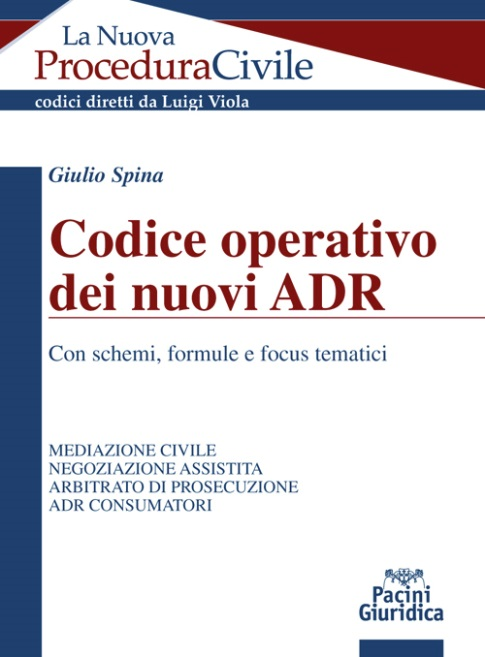 La Nuova
ProceduraCivile
codici diretti da Luigi Viola
Giulio Spina
Codice operativo
dei nuovi ADR
Con schemi, formule e focus tematici
MEDIAZIONE CIVILE
NEGOZIAZIONE ASSISTITA
ARBITRATO DI PROSECUZIONE
ADR CONSUMATORI
Pacini
Giuridica